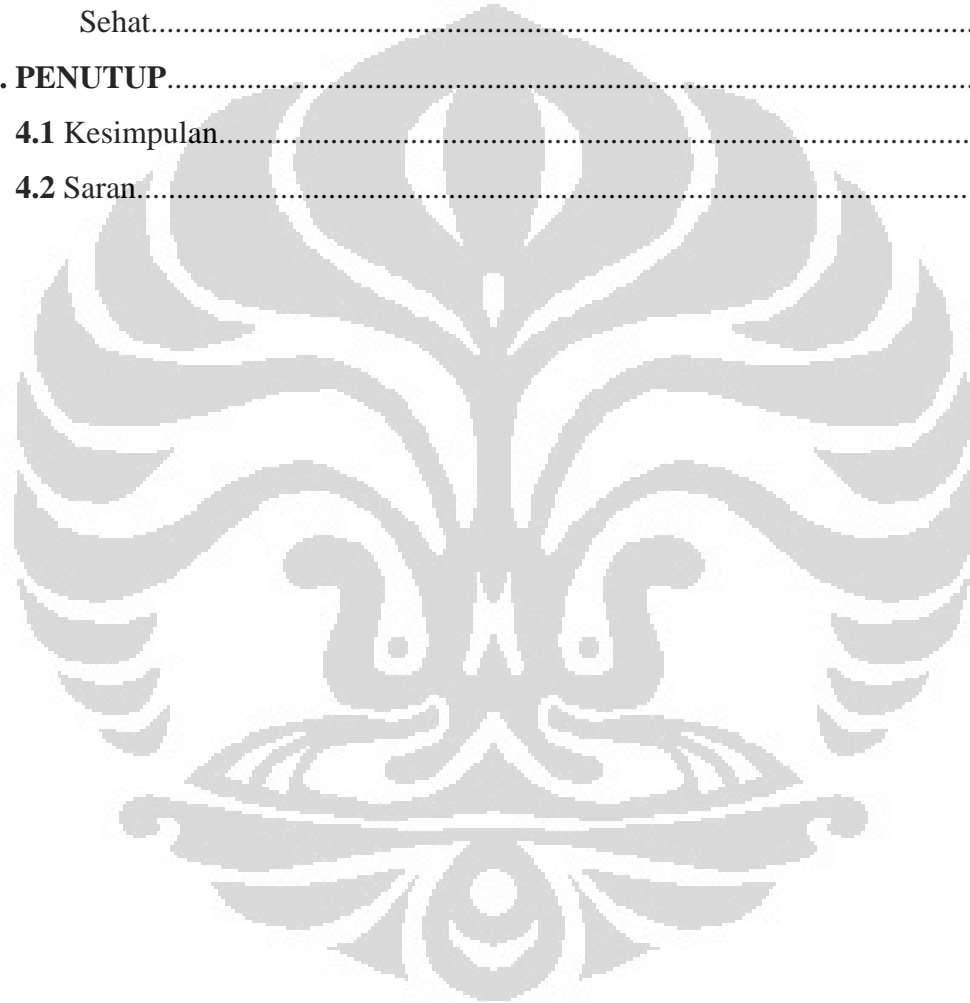 Sehat..........................................................................................................
. PENUTUP....................................................................................................
4.1 Kesimpulan..............................................................................................
4.2 Saran........................................................................................................